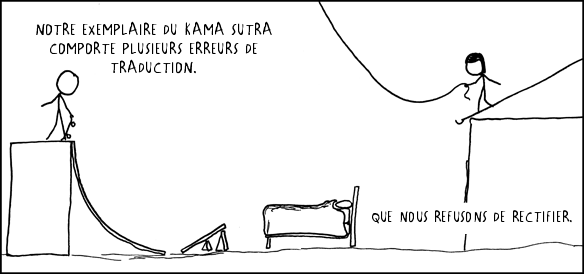 NOTRE EXEMPLAIRE DU KAMA SUTRA
COMPORTE PLUSIEURS ERREURS DE
TRADUCTION.
QUE NOUS REFUSONS DE RECTIFIER.